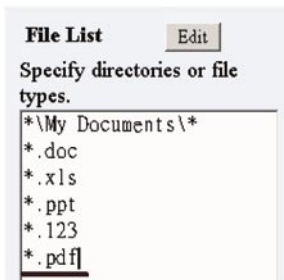 File List
Edit
Specify directories or file
types.
*\My Documents\*
*.doc
*.xls
*.ppt
*.123
*.pdf